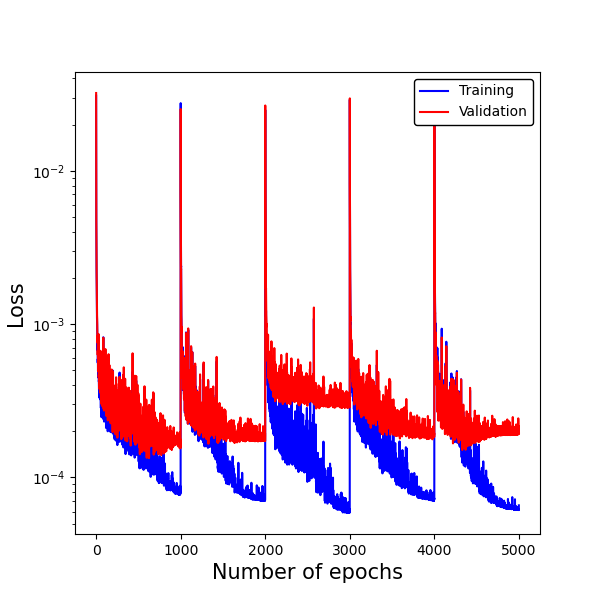 Training
Validation
10⁻²
10⁻³
10⁻⁴
Loss
0 1000 2000 3000 4000 5000
Number of epochs